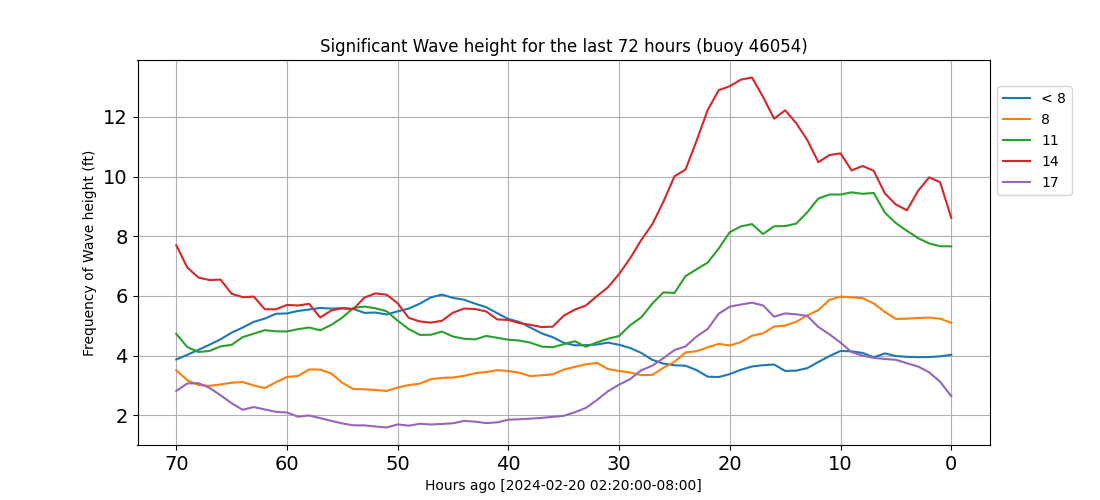 Significant Wave height for the last 72 hours (buoy 46054)
Frequency of Wave height (ft)
12
10
8
6
4
2
70 60 50 40 30 20 10 0
Hours ago [2024-02-20 02:20:00-08:00]
< 8
8
11
14
17